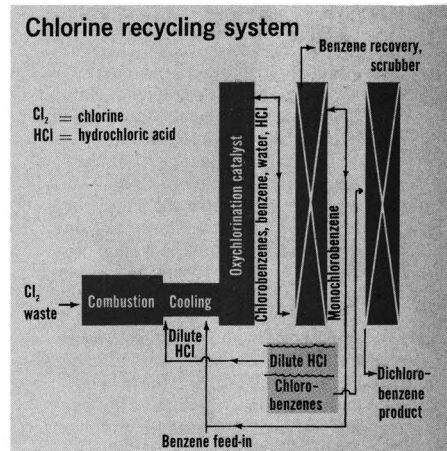 Chlorine recycling system
Benzene recovery,
scrubber
Cl₂ = chlorine
HCl = hydrochloric acid
Oxychlorination catalyst
Chlorobenzenes, benzene, water, HCl
Monochlorobenzene
Cl₂
waste
Combustion
Cooling
Dilute
HCl
Dilute HCl
Chloro-
benzenes
Dichloro-
benzene
product
Benzene feed-in